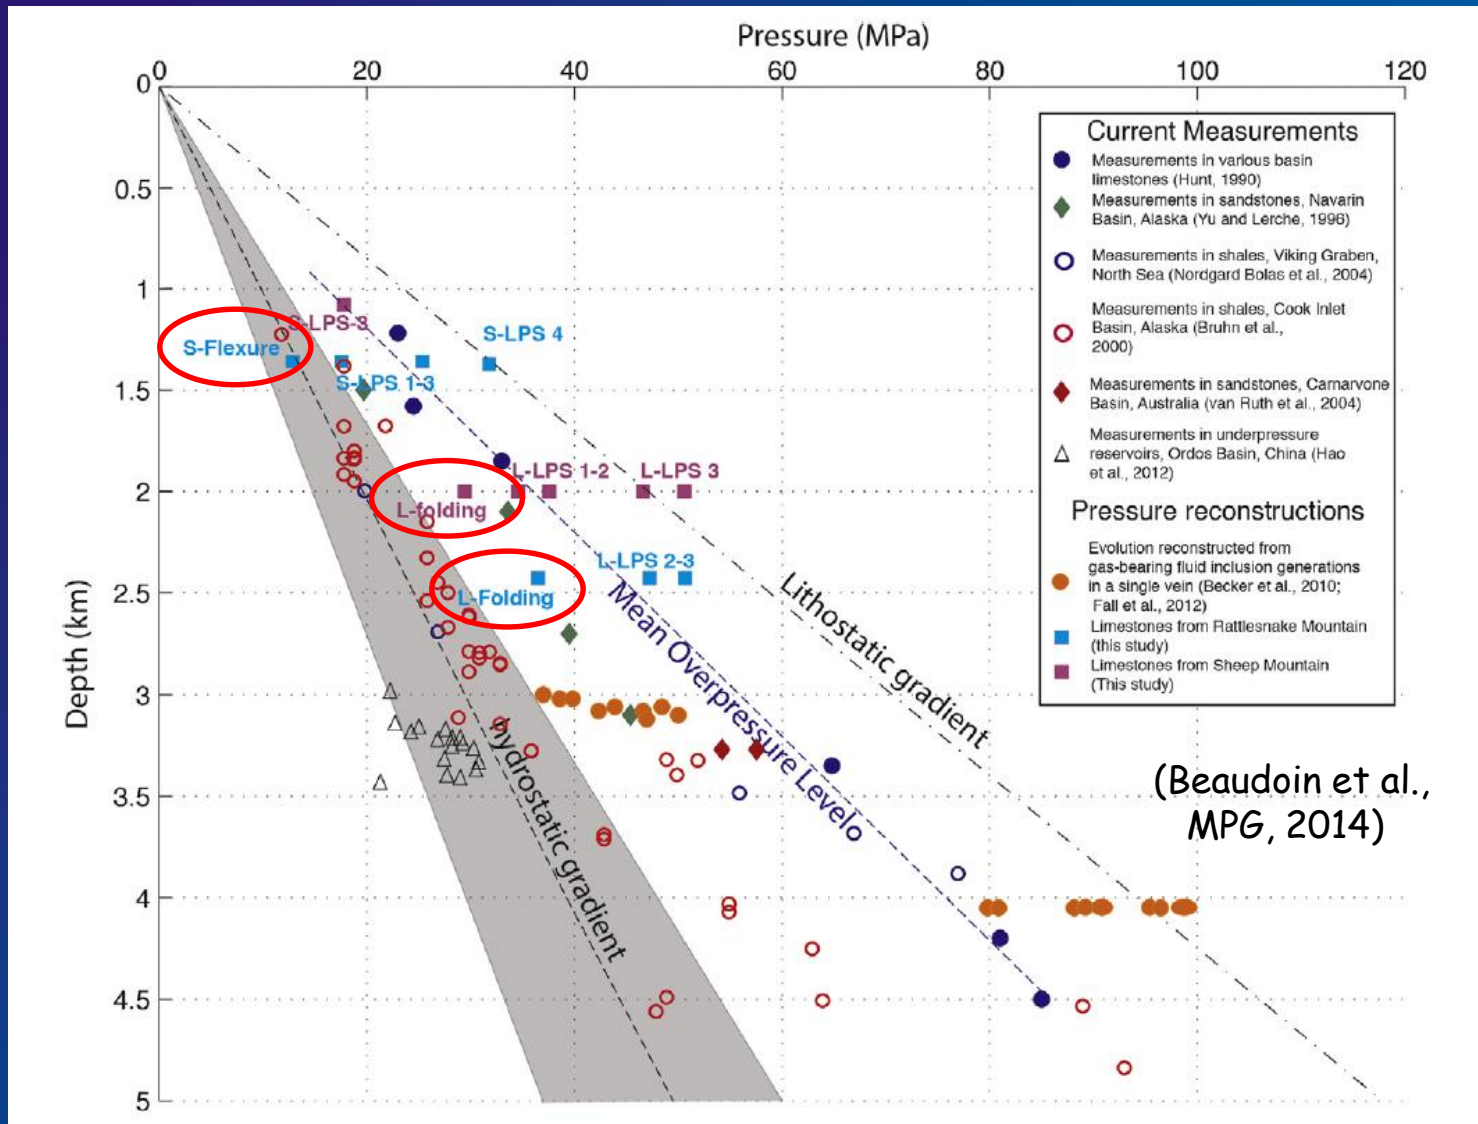 Pressure (MPa)
0 20 40 60 80 100 120
0
0.5
1
1.5
2
2.5
3
3.5
4
4.5
5
Depth (km)
S-LPS-3
S-Flexure
S-LPS 4
S-LPS 1-3
L-LPS 1-2
L-LPS 3
L-folding
L-LPS 2-3
L-Folding
Lithostatic gradient
Mean Overpressure Levelo
hydrostatic gradient
Current Measurements
Measurements in various basin
limestones (Hunt, 1990)
Measurements in sandstones, Navarin
Basin, Alaska (Yu and Lerche, 1996)
Measurements in shales, Viking Graben,
North Sea (Nordgard Bolas et al., 2004)
Measurements in shales, Cook Inlet
Basin, Alaska (Bruhn et al.,
2000)
Measurements in sandstones, Carnarvone
Basin, Australia (van Ruth et al., 2004)
Measurements in underpressure
reservoirs, Ordos Basin, China (Hao
et al., 2012)
Pressure reconstructions
Evolution reconstructed from
gas-bearing fluid inclusion generations
in a single vein (Becker et al., 2010;
Fall et al., 2012)
Limestones from Rattlesnake Mountain
(this study)
Limestones from Sheep Mountain
(This study)
(Beaudoin et al.,
MPG, 2014)